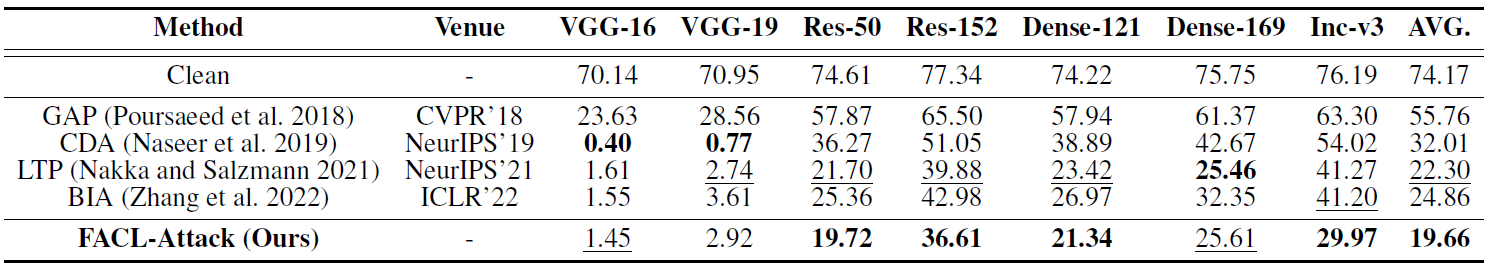 Method Venue VGG-16 VGG-19 Res-50 Res-152 Dense-121 Dense-169 Inc-v3 AVG.
Clean - 70.14 70.95 74.61 77.34 74.22 75.75 76.19 74.17
GAP (Poursaeed et al. 2018) CVPR'18 23.63 28.56 57.87 65.50 57.94 61.37 63.30 55.76
CDA (Naseer et al. 2019) NeurIPS'19 0.40 0.77 36.27 51.05 38.89 42.67 54.02 32.01
LTP (Nakka and Salzmann 2021) NeurIPS'21 1.61 2.74 21.70 39.88 23.42 25.46 41.27 22.30
BIA (Zhang et al. 2022) ICLR'22 1.55 3.61 25.36 42.98 26.97 32.35 41.20 24.86
FACL-Attack (Ours) - 1.45 2.92 19.72 36.61 21.34 25.61 29.97 19.66